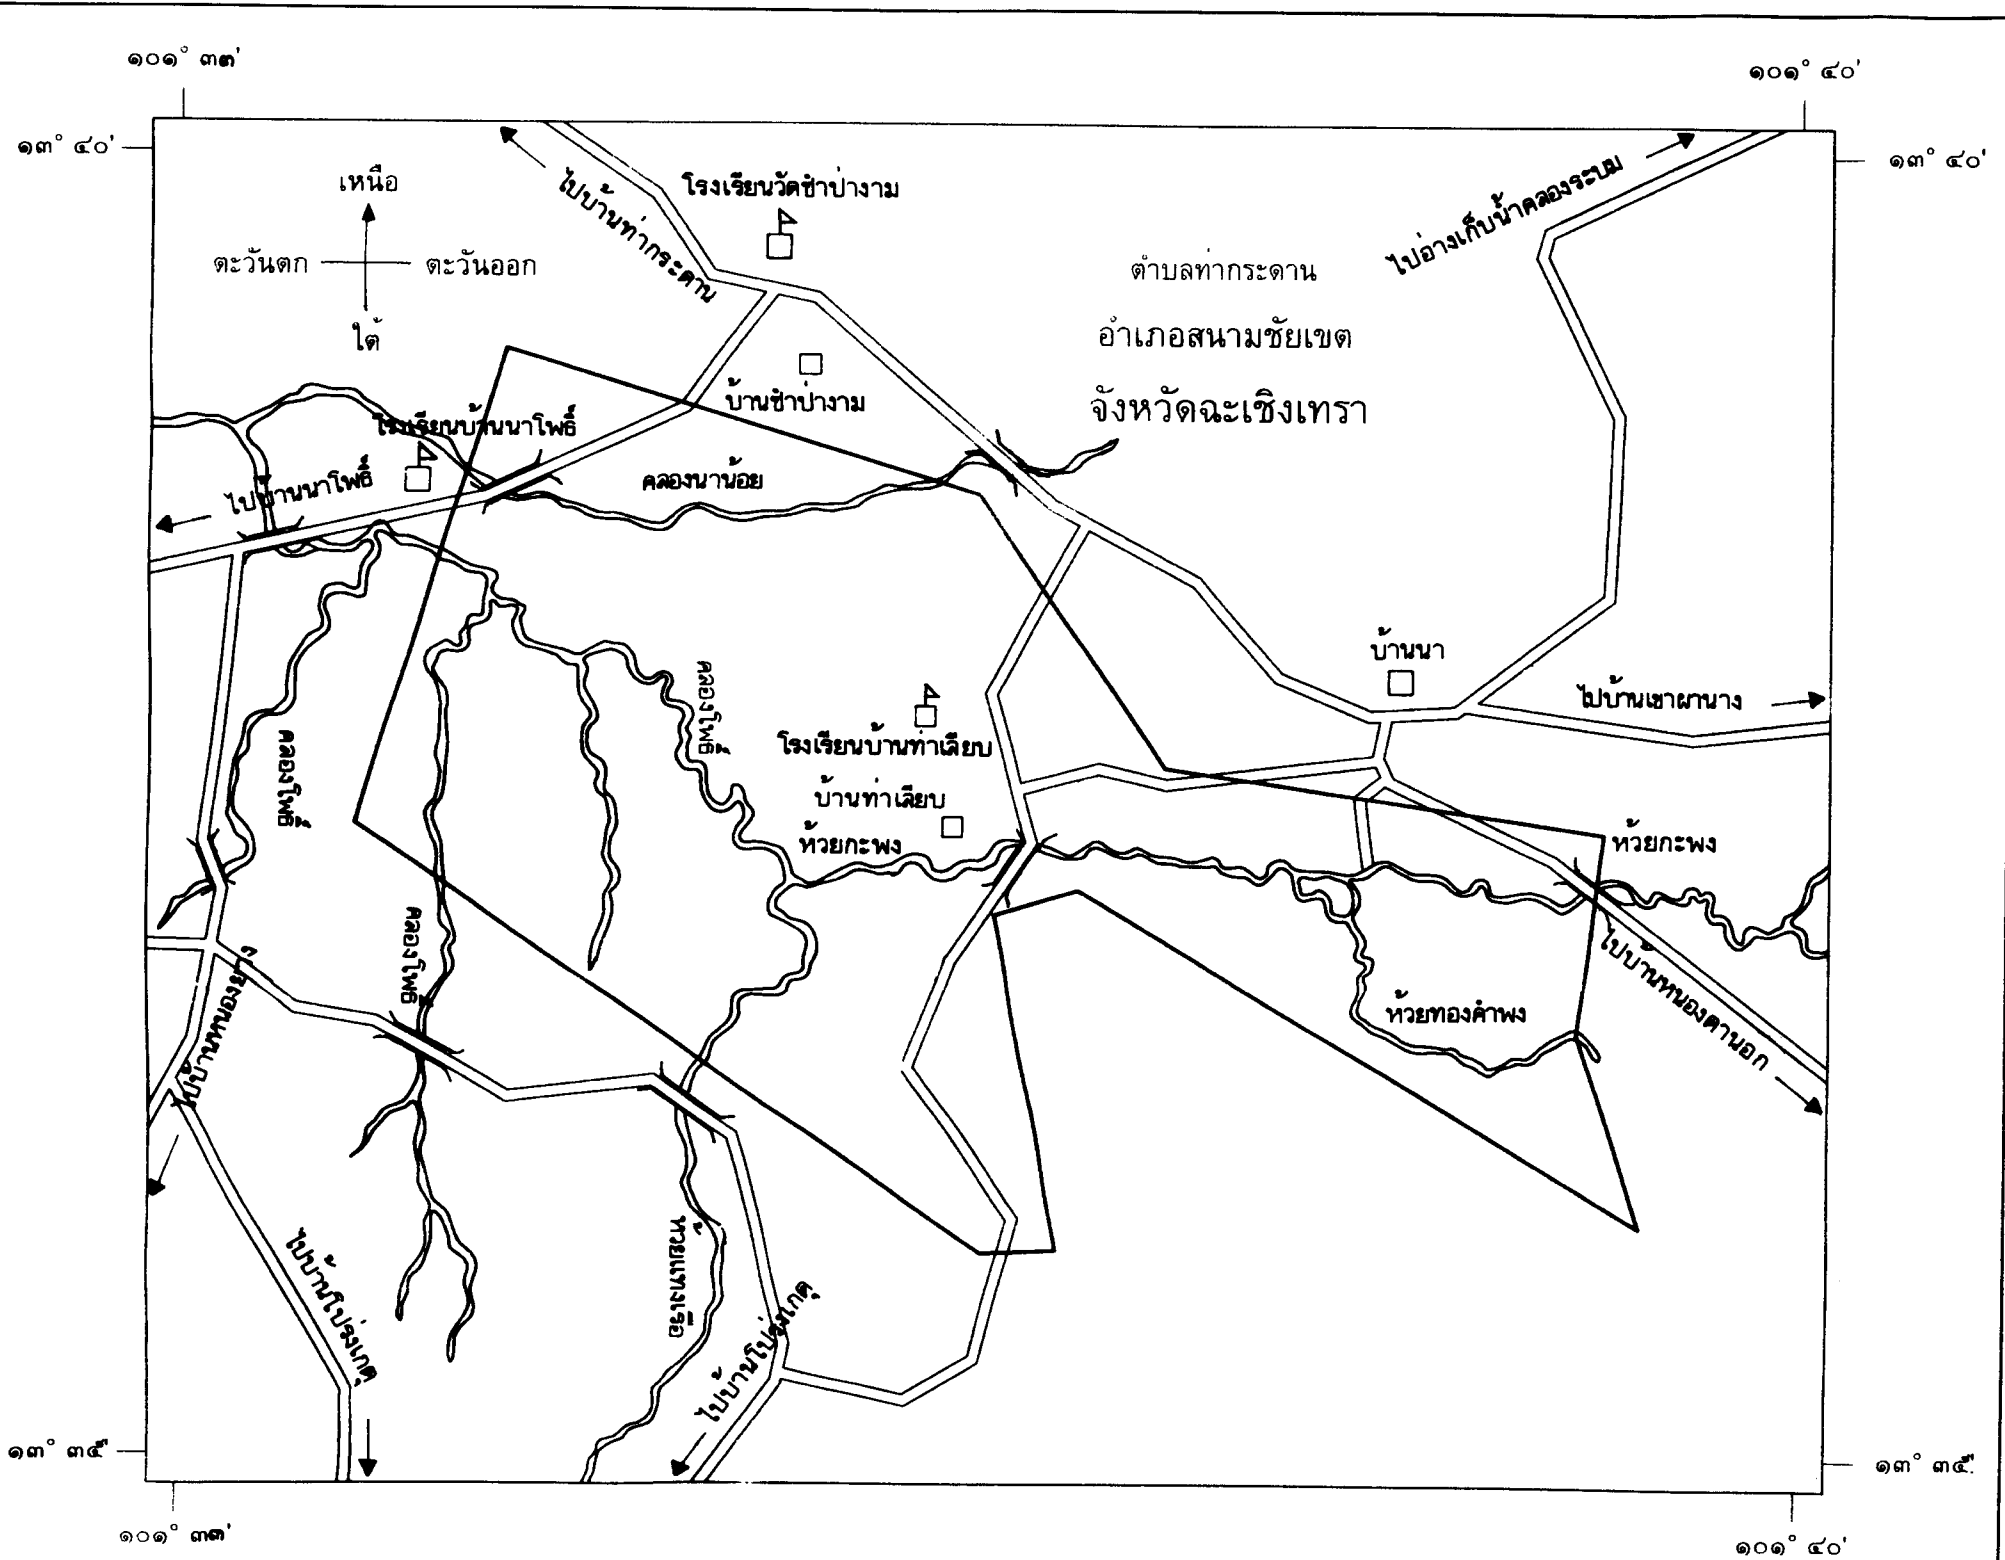 ๑๐๑° ๓๓'
๑๐๑° ๔๐'
๑๓° ๔๐'
๑๓° ๔๐'
เหนือ
ตะวันตก
ตะวันออก
ใต้
ไปบ้านท่ากระดาน
โรงเรียนวัดชำป่างาม
ไปอ่างเก็บน้ำคลองระบม
ตำบลท่ากระดาน
อำเภอสนามชัยเขต
จังหวัดฉะเชิงเทรา
บ้านชำป่างาม
โรงเรียนบ้านนาโพธิ์
ไปบ้านนาโพธิ์
คลองนาน้อย
บ้านนา
ไปบ้านเขาผานาง
คลองโพธิ์
คลองโพธิ์
โรงเรียนบ้านท่าเลียบ
บ้านท่าเลียบ
ห้วยกะพง
ห้วยกะพง
คลองโพธิ์
ไปบ้านหนองยาง
ห้วยทองคำพง
ไปบ้านหนองคานอก
ห้วยแทงเรือ
ไปบ้านโป่งเกตุ
ไปบ้านโป่งเกตุ
๑๓° ๓๕'
๑๓° ๓๕'
๑๐๑° ๓๓'
๑๐๑° ๔๐'